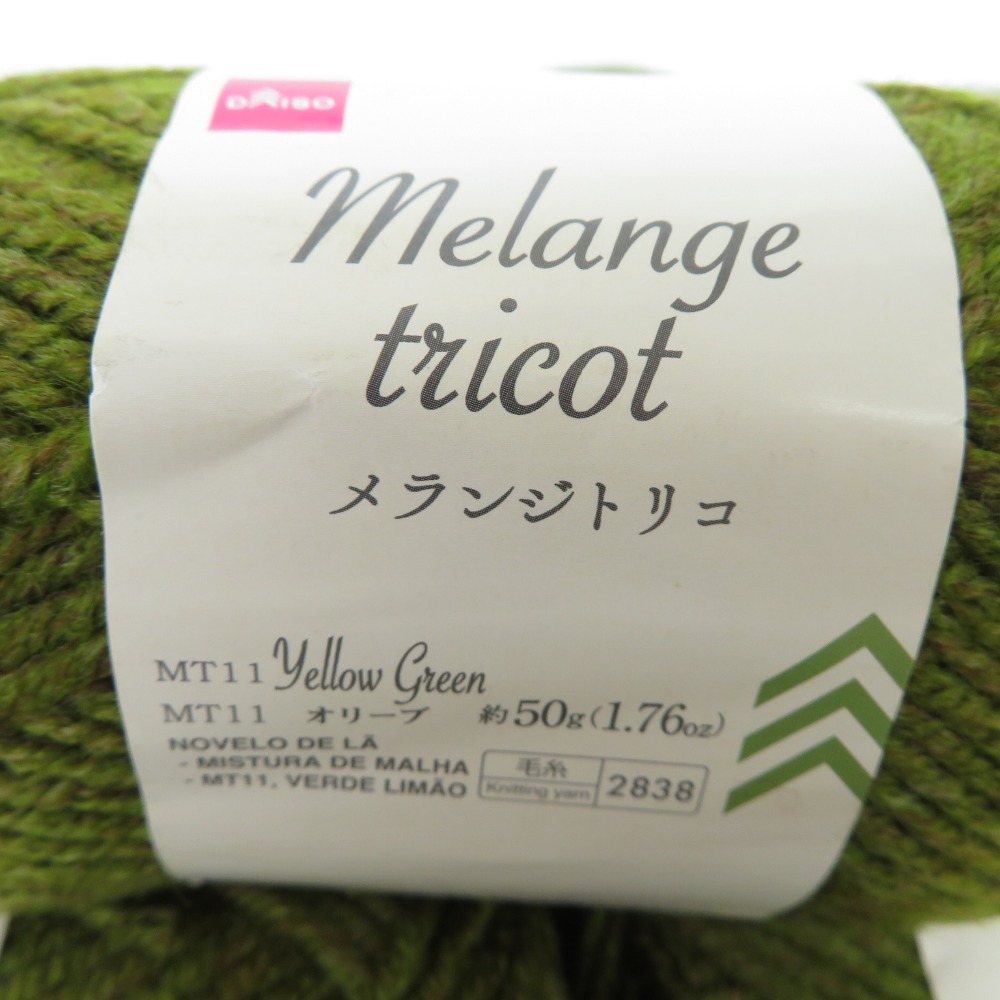 DAISO
Melange
tricot
メランジトリコ
MT11 Yellow Green
MT11 オリーブ 約50g(1.76oz)
NOVELO DE LÃ
- MISTURA DE MALHA
- MT11, VERDE LIMÃO
毛糸
Knitting yarn
2838